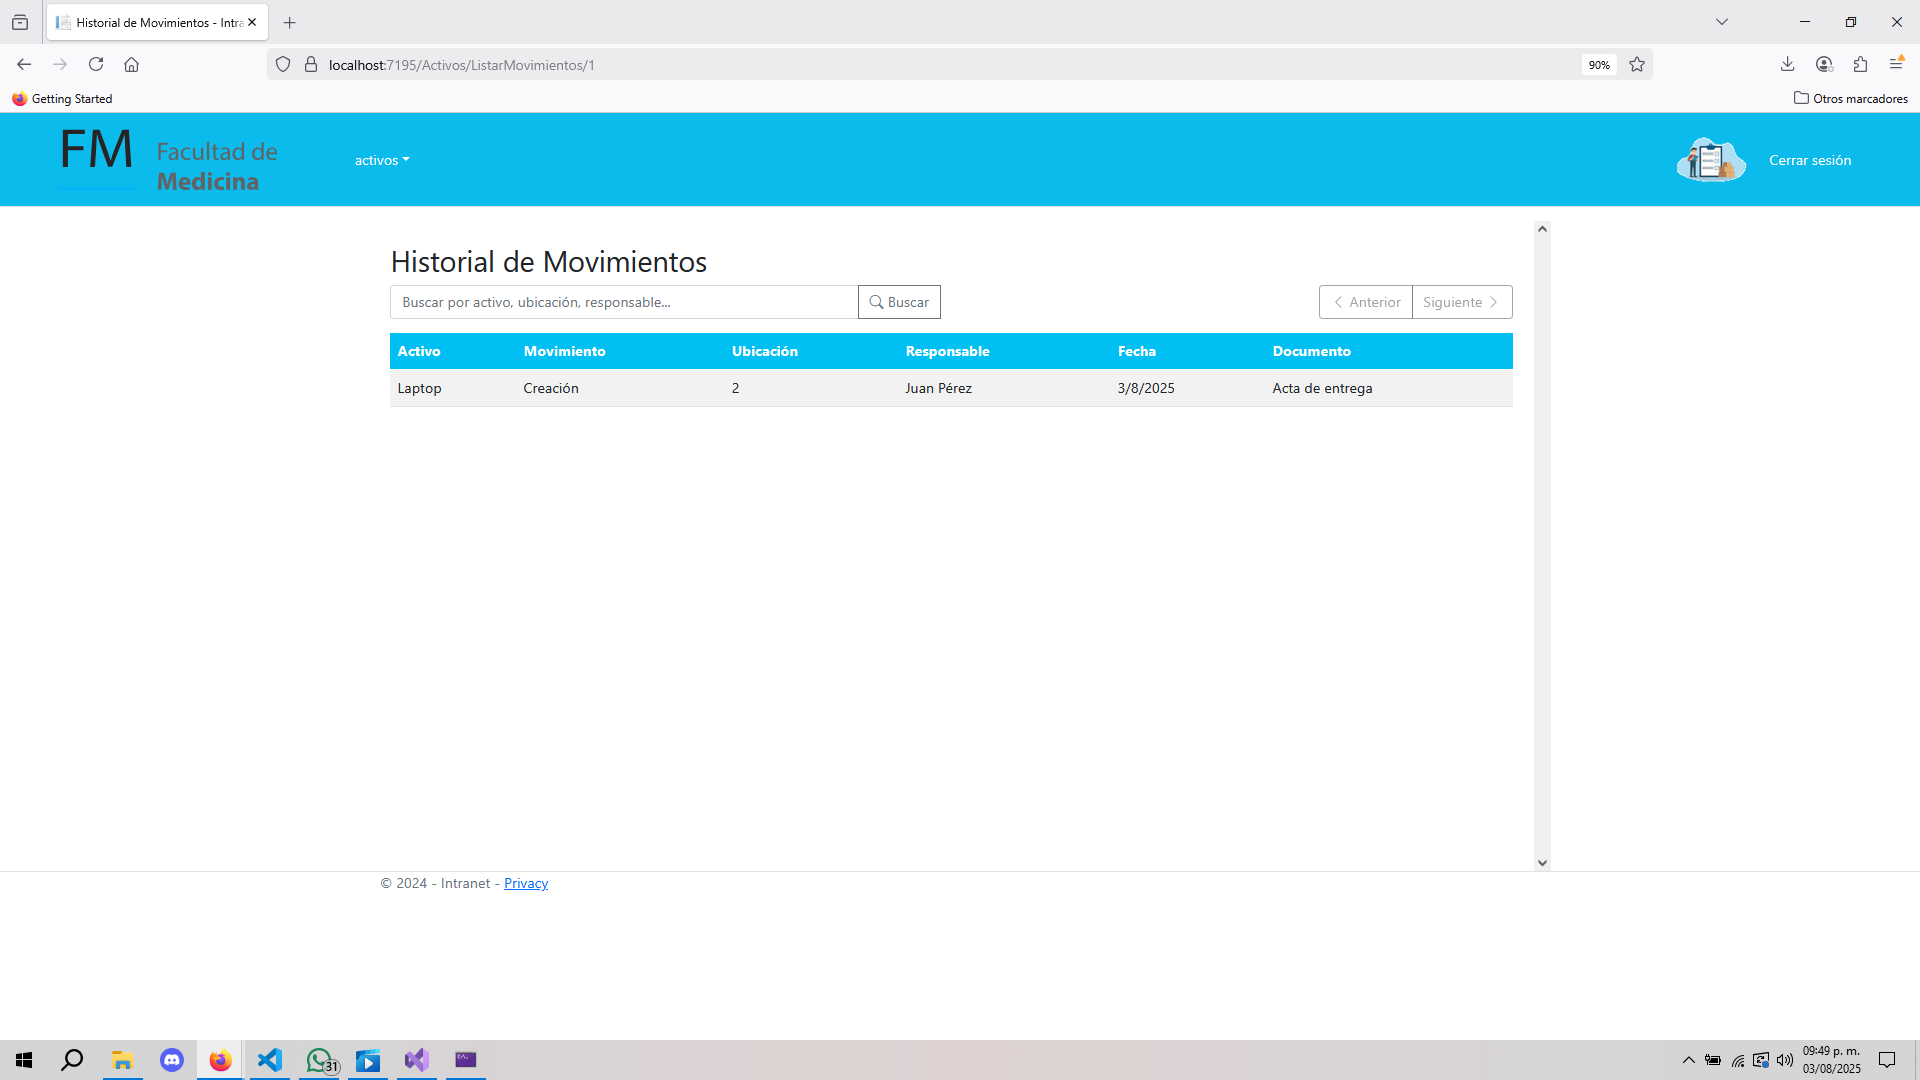 Historial de Movimientos - Intra
localhost:7195/Activos/ListarMovimientos/1
90%
Getting Started
Otros marcadores
FM
Facultad de
Medicina
activos
Cerrar sesión
Historial de Movimientos
Buscar por activo, ubicación, responsable...
Buscar
Anterior
Siguiente
Activo Movimiento Ubicación Responsable Fecha Documento
Laptop Creación 2 Juan Pérez 3/8/2025 Acta de entrega
© 2024 - Intranet - Privacy
31
09:49 p. m.
03/08/2025